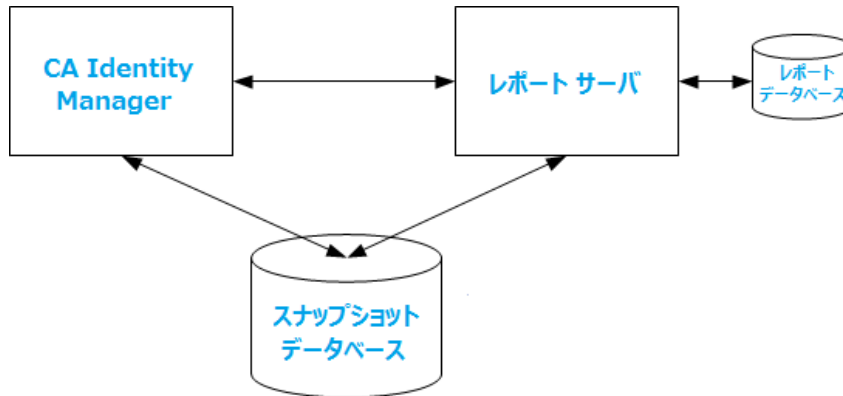 CA Identity
Manager
レポート サーバ
レポート
データベース
スナップショット
データベース